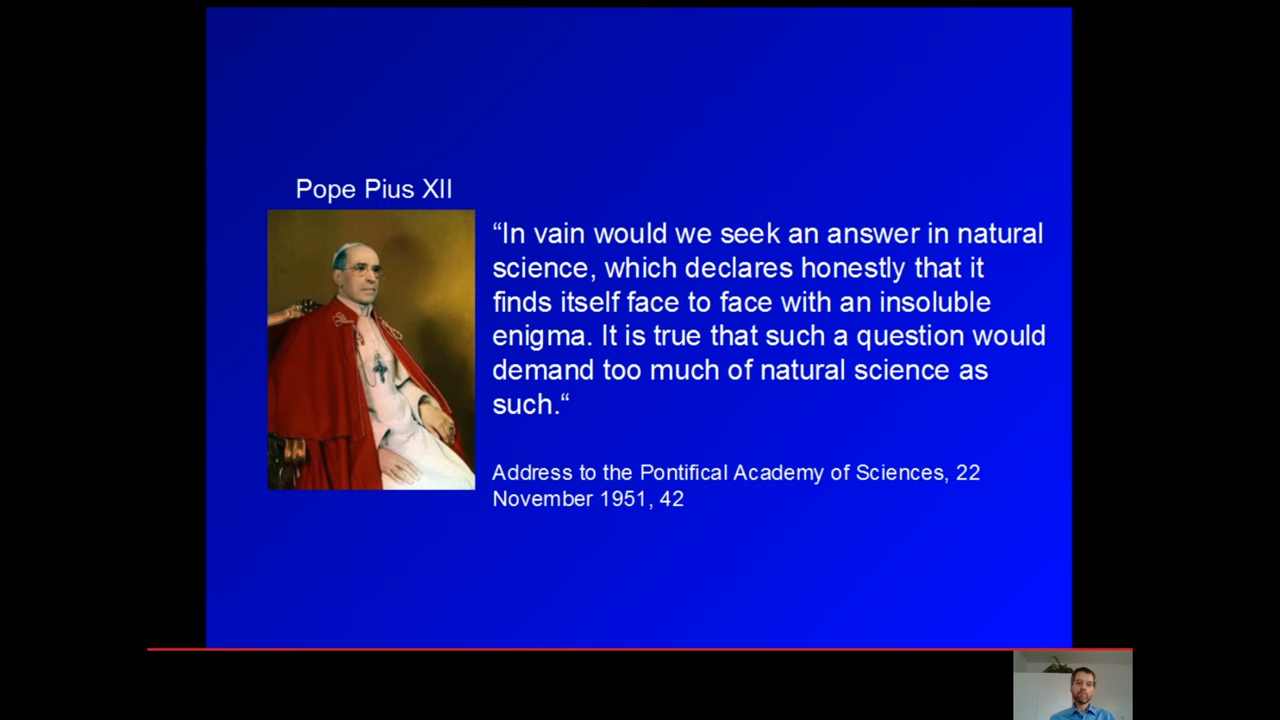 Pope Pius XII
“In vain would we seek an answer in natural
science, which declares honestly that it
finds itself face to face with an insoluble
enigma. It is true that such a question would
demand too much of natural science as
such.“
Address to the Pontifical Academy of Sciences, 22
November 1951, 42